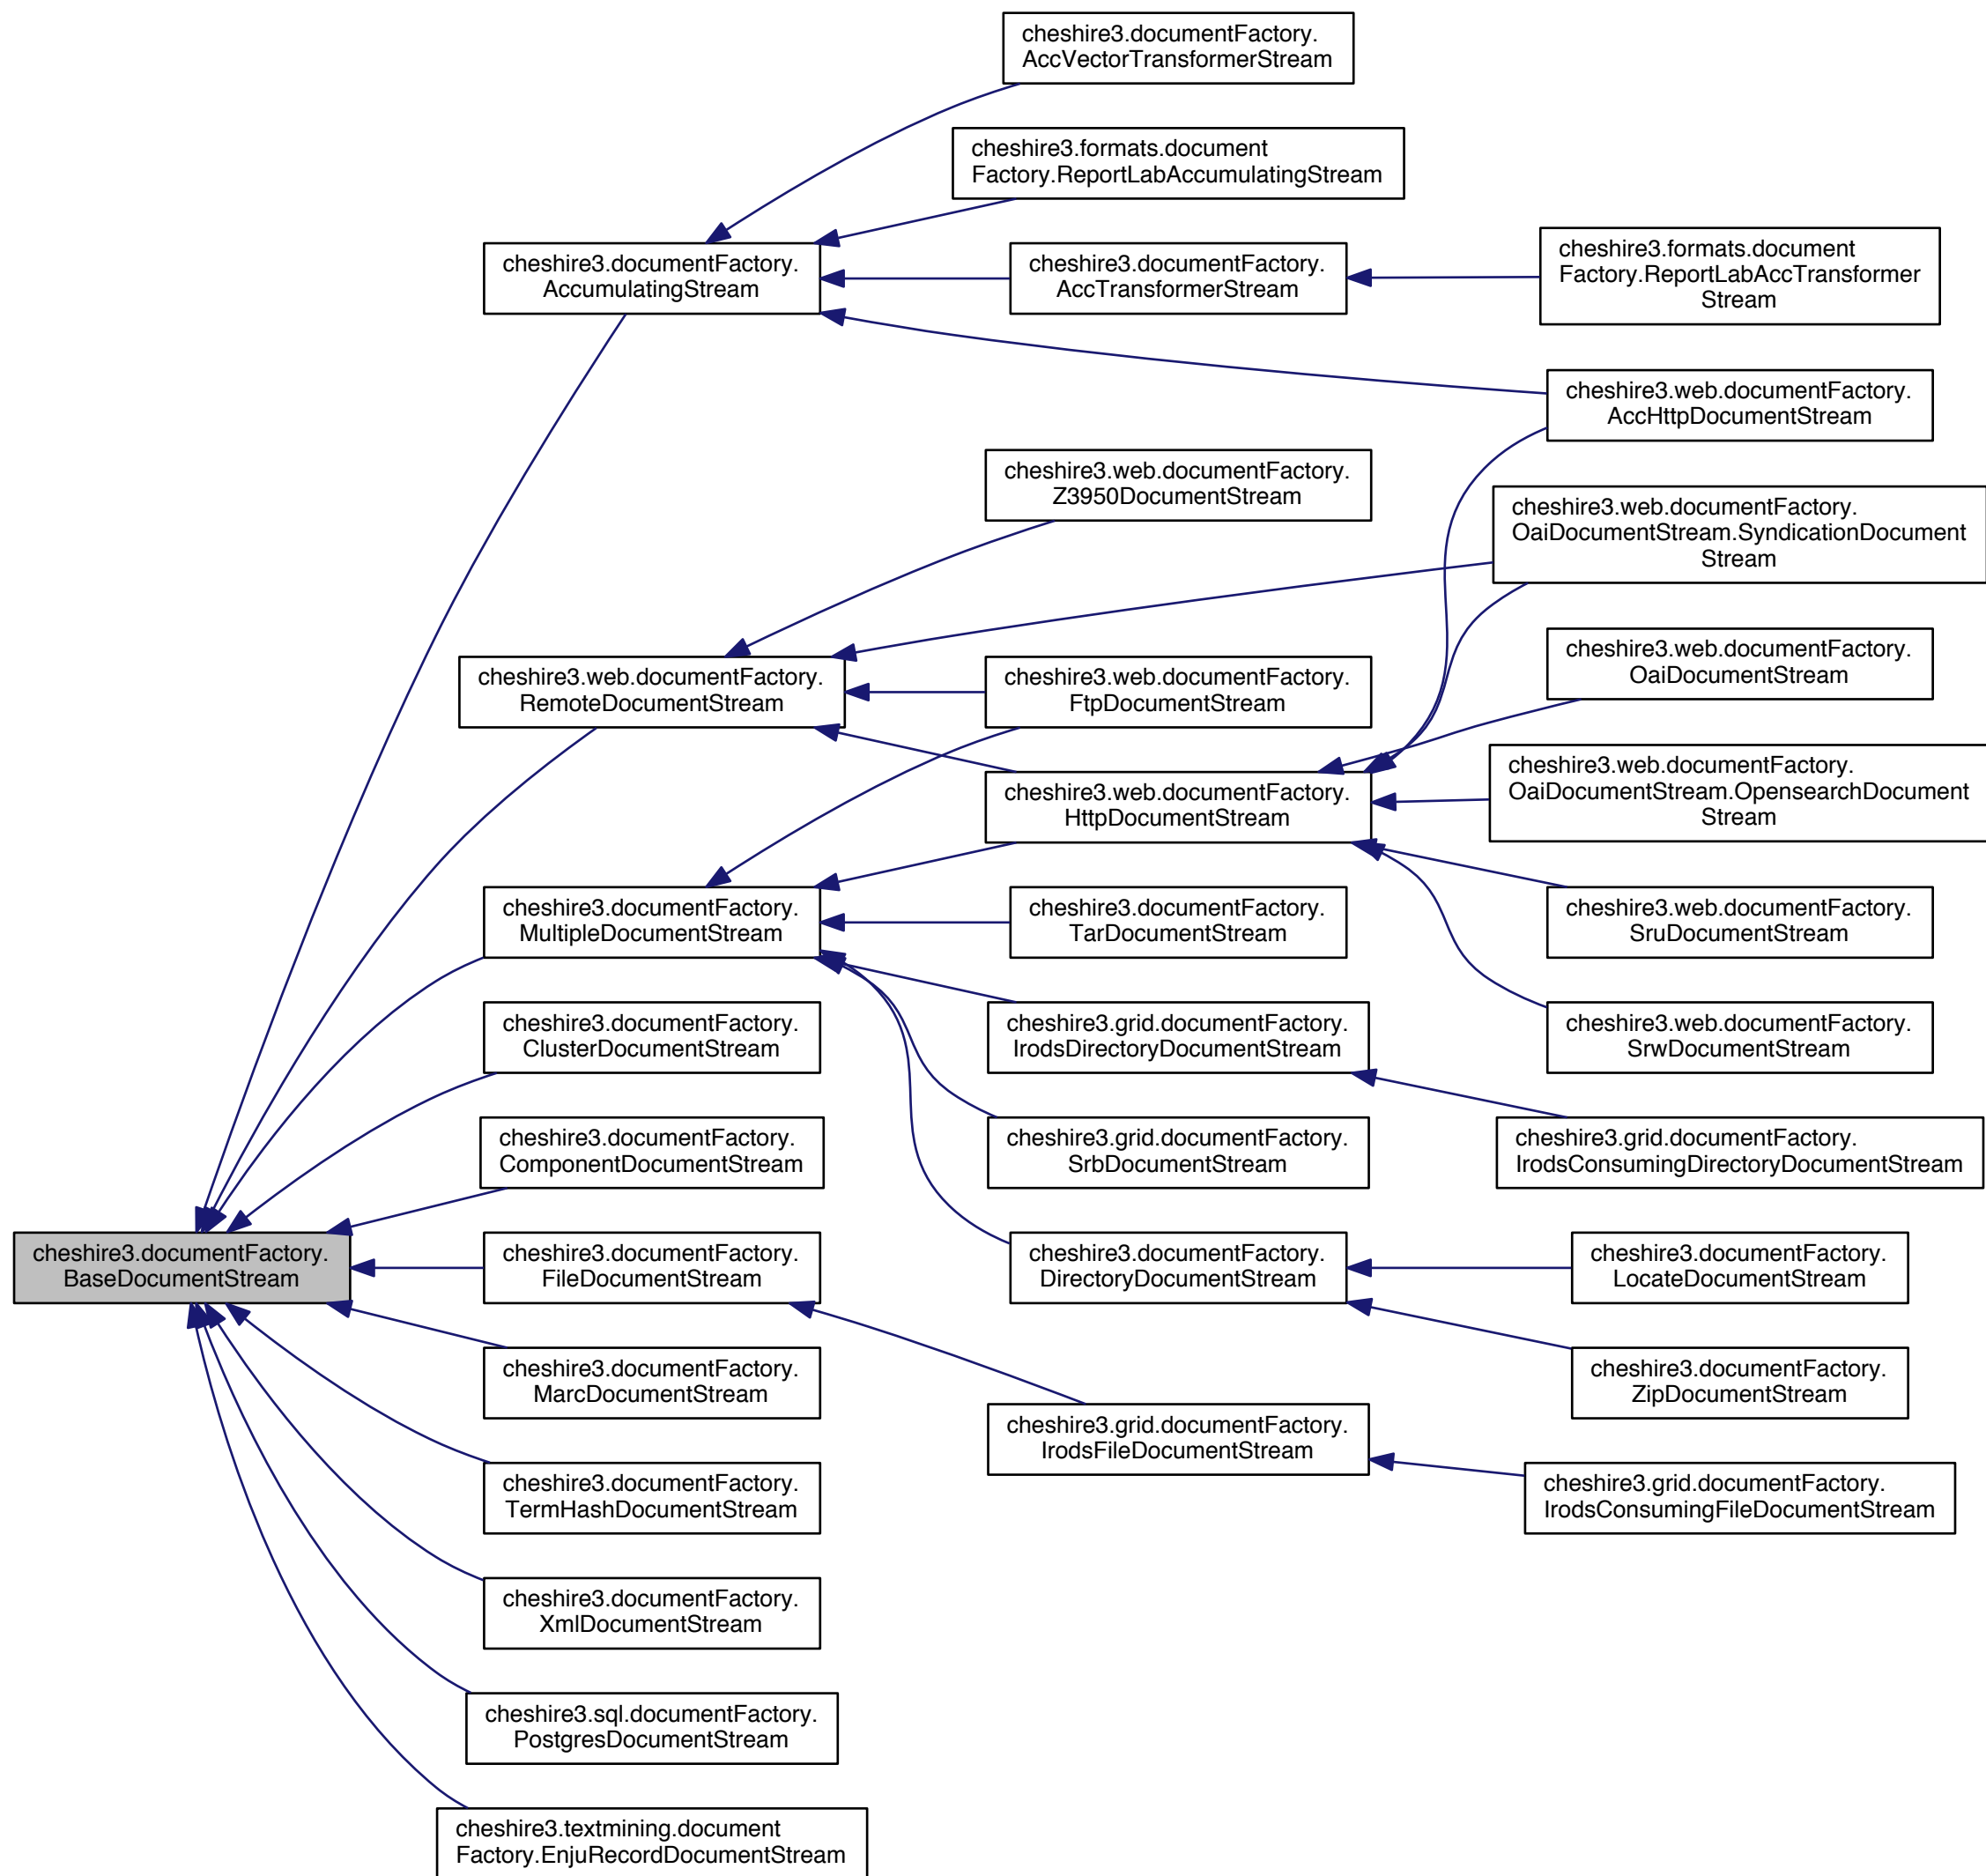 cheshire3.documentFactory.
AccVectorTransformerStream
cheshire3.formats.document
Factory.ReportLabAccumulatingStream
cheshire3.documentFactory.
AccumulatingStream
cheshire3.documentFactory.
AccTransformerStream
cheshire3.formats.document
Factory.ReportLabAccTransformer
Stream
cheshire3.web.documentFactory.
AccHttpDocumentStream
cheshire3.web.documentFactory.
Z3950DocumentStream
cheshire3.web.documentFactory.
OaiDocumentStream.SyndicationDocument
Stream
cheshire3.web.documentFactory.
RemoteDocumentStream
cheshire3.web.documentFactory.
FtpDocumentStream
cheshire3.web.documentFactory.
OaiDocumentStream
cheshire3.web.documentFactory.
HttpDocumentStream
cheshire3.web.documentFactory.
OaiDocumentStream.OpensearchDocument
Stream
cheshire3.documentFactory.
MultipleDocumentStream
cheshire3.documentFactory.
TarDocumentStream
cheshire3.web.documentFactory.
SruDocumentStream
cheshire3.documentFactory.
ClusterDocumentStream
cheshire3.grid.documentFactory.
IrodsDirectoryDocumentStream
cheshire3.web.documentFactory.
SrwDocumentStream
cheshire3.documentFactory.
ComponentDocumentStream
cheshire3.grid.documentFactory.
SrbDocumentStream
cheshire3.grid.documentFactory.
IrodsConsumingDirectoryDocumentStream
cheshire3.documentFactory.
BaseDocumentStream
cheshire3.documentFactory.
FileDocumentStream
cheshire3.documentFactory.
DirectoryDocumentStream
cheshire3.documentFactory.
LocateDocumentStream
cheshire3.documentFactory.
MarcDocumentStream
cheshire3.documentFactory.
ZipDocumentStream
cheshire3.grid.documentFactory.
IrodsFileDocumentStream
cheshire3.documentFactory.
TermHashDocumentStream
cheshire3.grid.documentFactory.
IrodsConsumingFileDocumentStream
cheshire3.documentFactory.
XmlDocumentStream
cheshire3.sql.documentFactory.
PostgresDocumentStream
cheshire3.textmining.document
Factory.EnjuRecordDocumentStream